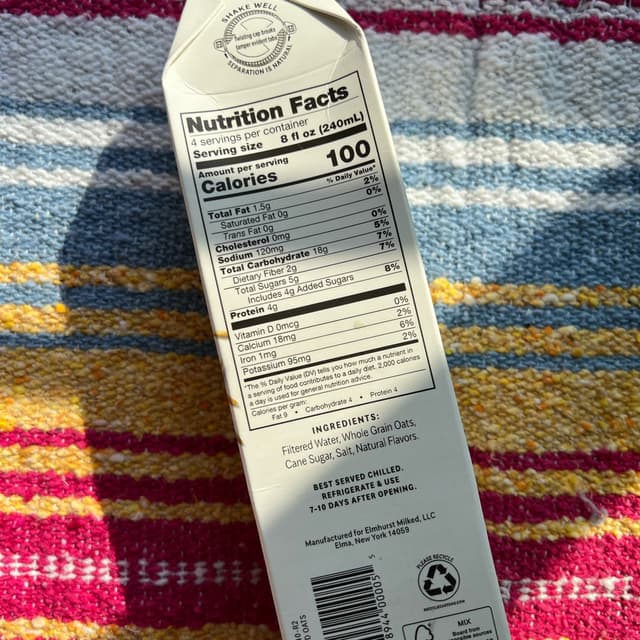 SHAKE WELL
Twisting cap breaks
tamper evident tabs
SEPARATION IS NATURAL
Nutrition Facts
4 servings per container
Serving size 8 fl oz (240mL)
Amount per serving
Calories 100
% Daily Value*
Total Fat 1.5g 2%
Saturated Fat 0g 0%
Trans Fat 0g
Cholesterol 0mg 0%
Sodium 120mg 5%
Total Carbohydrate 18g 7%
Dietary Fiber 2g 7%
Total Sugars 5g
Includes 4g Added Sugars 8%
Protein 4g
Vitamin D 0mcg 0%
Calcium 18mg 2%
Iron 1mg 6%
Potassium 95mg 2%
*The % Daily Value (DV) tells you how much a nutrient in
a serving of food contributes to a daily diet. 2,000 calories
a day is used for general nutrition advice.
Calories per gram:
Fat 9 • Carbohydrate 4 • Protein 4
INGREDIENTS:
Filtered Water, Whole Grain Oats,
Cane Sugar, Salt, Natural Flavors.
BEST SERVED CHILLED.
REFRIGERATE & USE
7-10 DAYS AFTER OPENING.
Manufactured for Elmhurst Milked, LLC
Elma, New York 14059
PLEASE RECYCLE
OATS
MIX
Board from